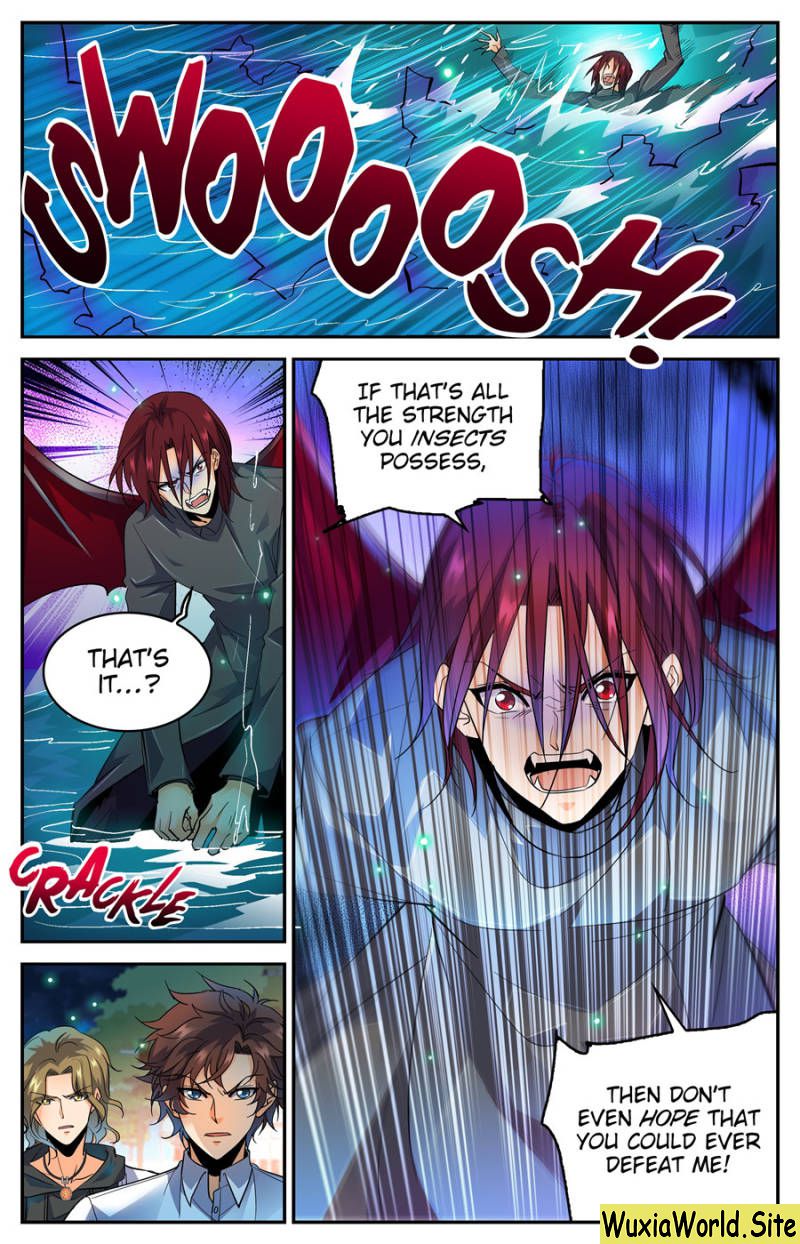 SWOOOOSH!
THAT'S
IT...?
CRACKLE
IF THAT'S ALL
THE STRENGTH
YOU INSECTS
POSSESS,
THEN DON'T
EVEN HOPE THAT
YOU COULD EVER
DEFEAT ME!
WuxiaWorld.Site